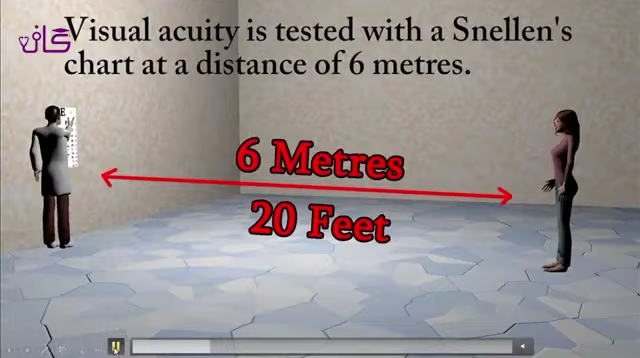 Visual acuity is tested with a Snellen's
chart at a distance of 6 metres.
E
6 Metres
20 Feet